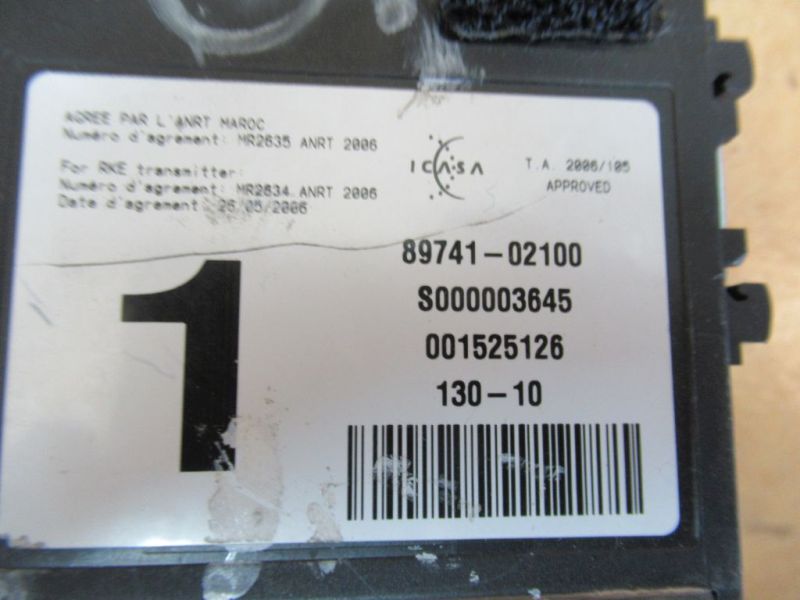 AGREE PAR L'ANRT MAROC
Numéro d'agrement: MR2635 ANRT 2006
For RKE transmitter:
Numéro d'agrement: MR2634 ANRT 2006
Date d'agrement: 26/05/2006
ICASA
T.A. 2006/105
APPROVED
89741-02100
S000003645
001525126
130-10
1